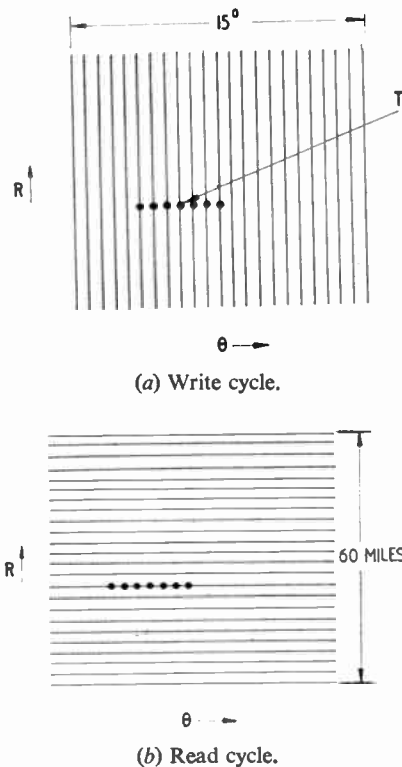 15°
T
R
θ
(a) Write cycle.
R
60 MILES
θ
(b) Read cycle.